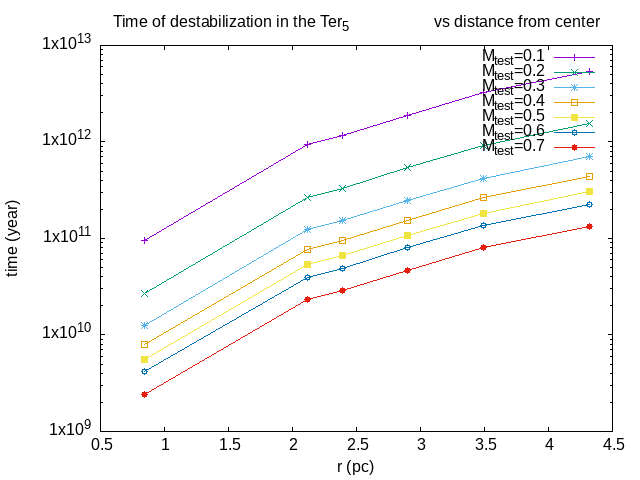 Time of destabilization in the Ter5 vs distance from center
1x10^13
1x10^12
1x10^11
1x10^10
1x10^9
time (year)
Mtest=0.1
Mtest=0.2
Mtest=0.3
Mtest=0.4
Mtest=0.5
Mtest=0.6
Mtest=0.7
0.5 1 1.5 2 2.5 3 3.5 4 4.5
r (pc)